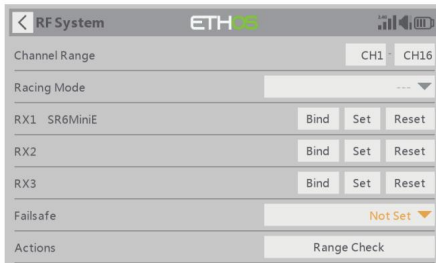 RF System ETHOS
Channel Range CH1 - CH16
Racing Mode ---
RX1 SR6MiniE Bind Set Reset
RX2 Bind Set Reset
RX3 Bind Set Reset
Failsafe Not Set
Actions Range Check